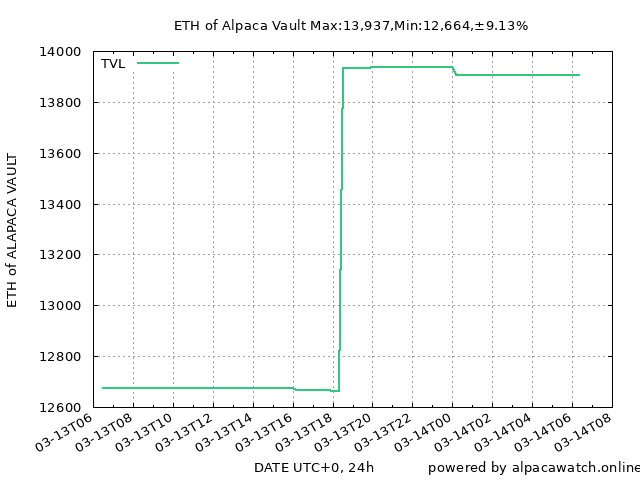 ETH of Alpaca Vault Max:13,937,Min:12,664,±9.13%
TVL
14000
13800
13600
13400
13200
13000
12800
12600
ETH of ALAPACA VAULT
03-13T06
03-13T08
03-13T10
03-13T12
03-13T14
03-13T16
03-13T18
03-13T20
03-13T22
03-14T00
03-14T02
03-14T04
03-14T06
03-14T08
DATE UTC+0, 24h
powered by alpacawatch.online